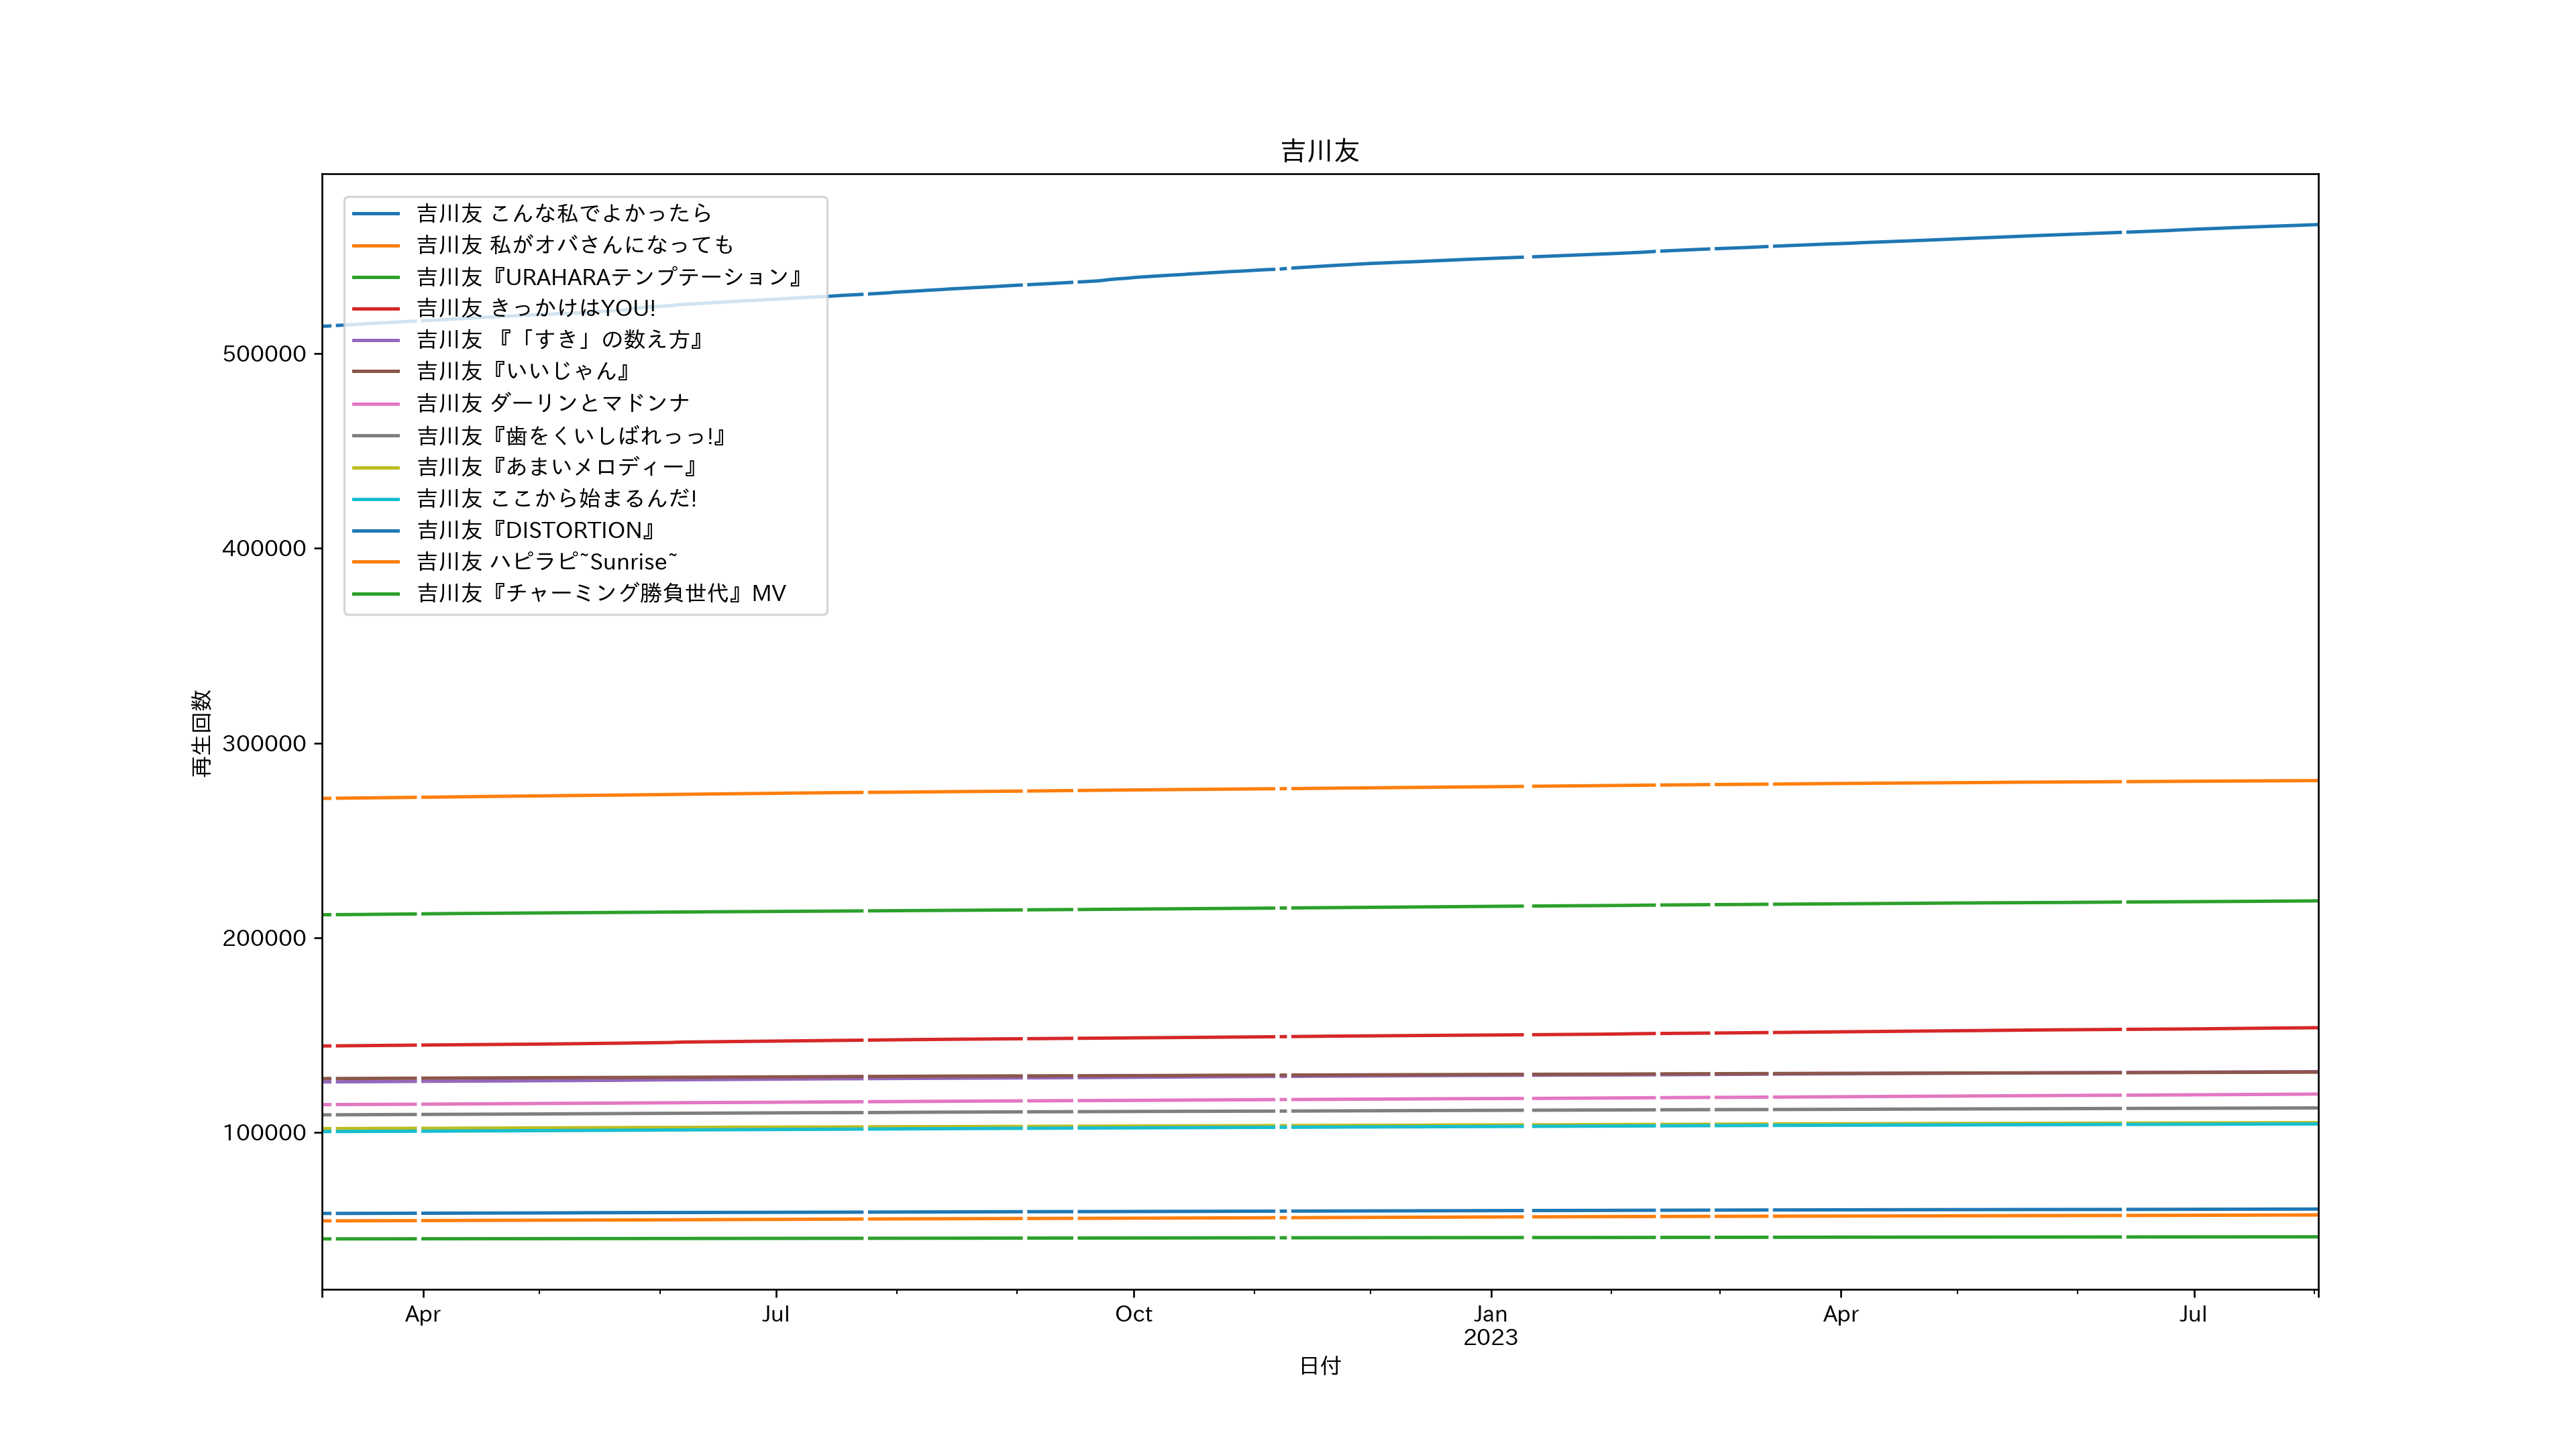 吉川友
吉川友 こんな私でよかったら
吉川友 私がオバさんになっても
吉川友『URAHARAテンプテーション』
吉川友 きっかけはYOU!
吉川友 『「すき」の数え方』
吉川友『いいじゃん』
吉川友 ダーリンとマドンナ
吉川友『歯をくいしばれっっ!』
吉川友『あまいメロディー』
吉川友 ここから始まるんだ!
吉川友『DISTORTION』
吉川友 ハピラピ~Sunrise~
吉川友『チャーミング勝負世代』MV
再生回数
500000
400000
300000
200000
100000
Apr Jul Oct Jan Apr Jul
2023
日付